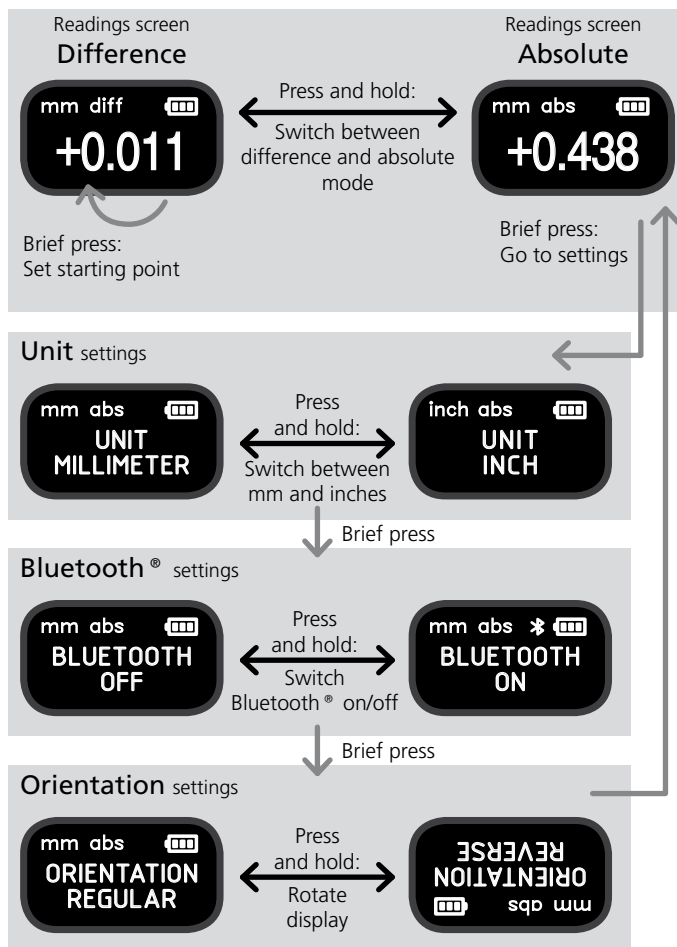 Readings screen
Difference
mm diff
+0.011
Brief press:
Set starting point
Press and hold:
Switch between
difference and absolute
mode
Readings screen
Absolute
mm abs
+0.438
Brief press:
Go to settings
Unit settings
mm abs
UNIT
MILLIMETER
Press
and hold:
Switch between
mm and inches
inch abs
UNIT
INCH
Brief press
Bluetooth® settings
mm abs
BLUETOOTH
OFF
Press
and hold:
Switch
Bluetooth® on/off
mm abs
BLUETOOTH
ON
Brief press
Orientation settings
mm abs
ORIENTATION
REGULAR
Press
and hold:
Rotate
display
mm abs
ORIENTATION
REVERSE